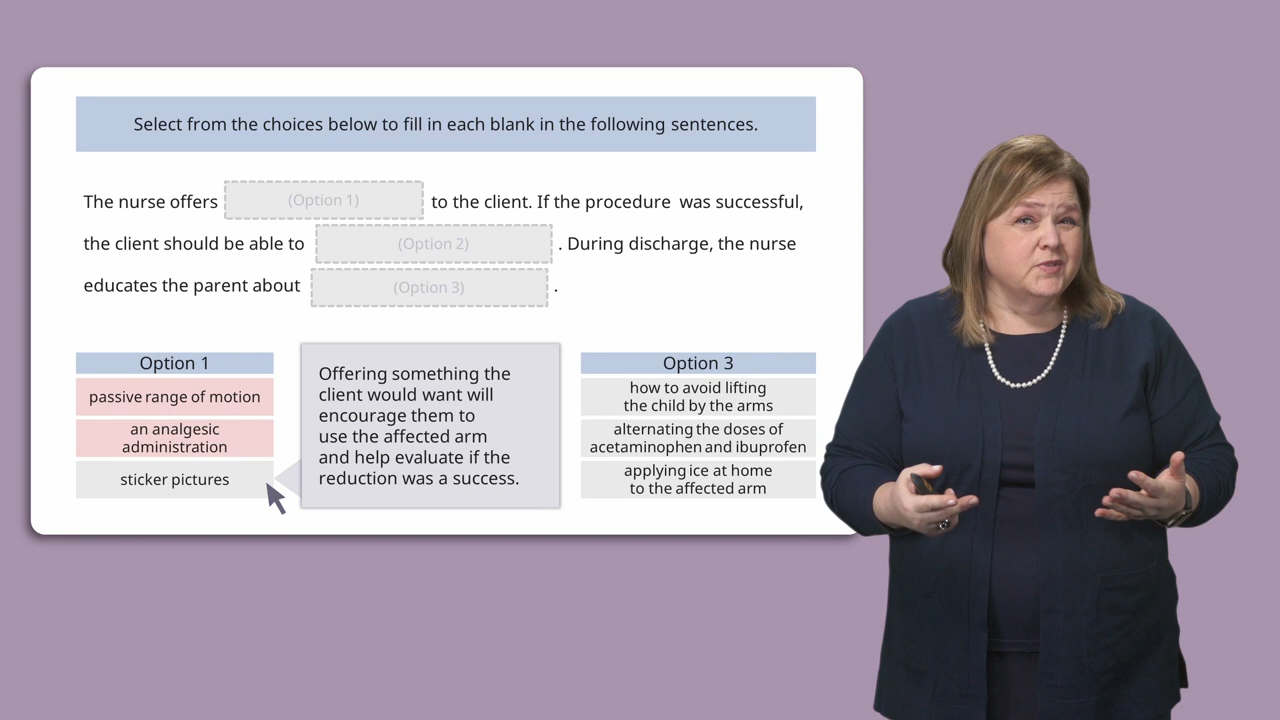 Select from the choices below to fill in each blank in the following sentences.
The nurse offers (Option 1) to the client. If the procedure was successful,
the client should be able to (Option 2) . During discharge, the nurse
educates the parent about (Option 3) .
Option 1
passive range of motion
an analgesic
administration
sticker pictures
Offering something the
client would want will
encourage them to
use the affected arm
and help evaluate if the
reduction was a success.
Option 3
how to avoid lifting
the child by the arms
alternating the doses of
acetaminophen and ibuprofen
applying ice at home
to the affected arm